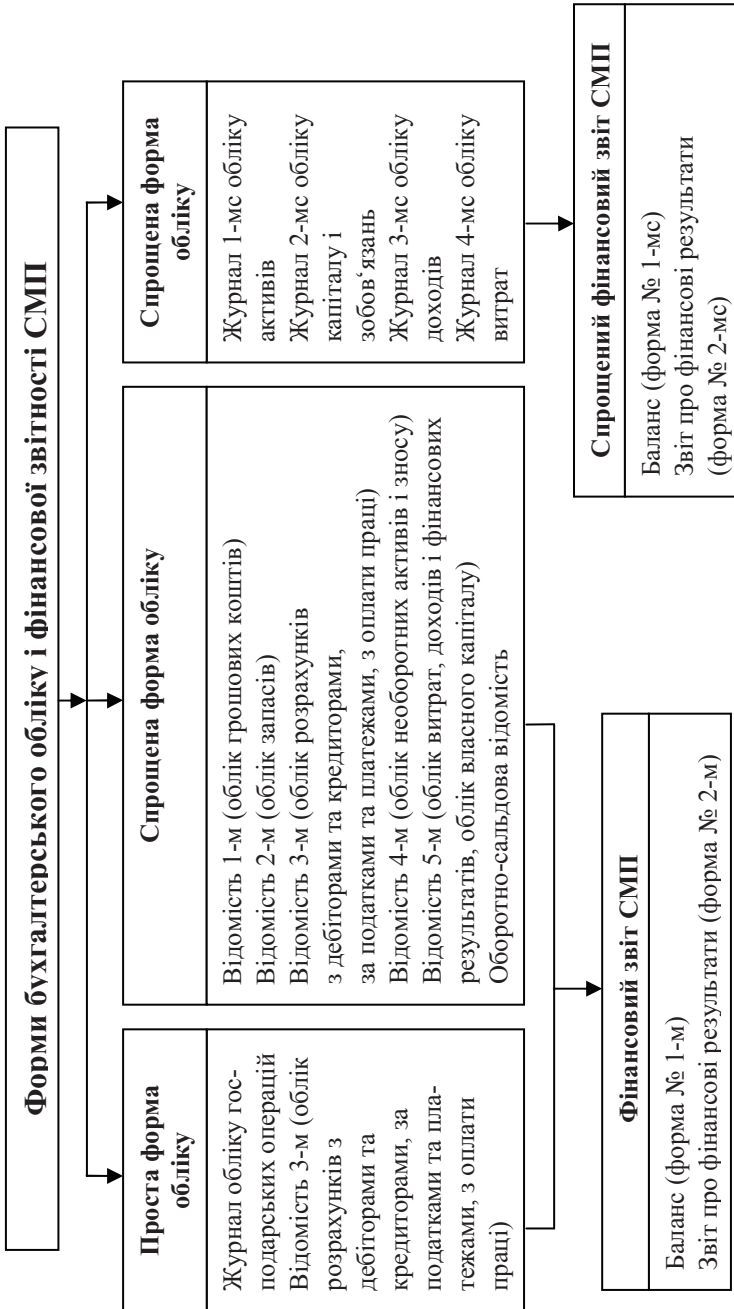 Форми бухгалтерського обліку і фінансової звітності СМП
Проста форма
обліку
Журнал обліку гос-
подарських операцій
Відомість 3-м (облік
розрахунків з
дебіторами та
кредиторами, за
податками та пла-
тежами, з оплати
праці)
Спрощена форма обліку
Відомість 1-м (облік грошових коштів)
Відомість 2-м (облік запасів)
Відомість 3-м (облік розрахунків
з дебіторами та кредиторами,
за податками та платежами, з оплати праці)
Відомість 4-м (облік необоротних активів і зносу)
Відомість 5-м (облік витрат, доходів і фінансових
результатів, облік власного капіталу)
Оборотно-сальдова відомість
Спрощена форма
обліку
Журнал 1-мс обліку
активів
Журнал 2-мс обліку
капіталу і
зобов‘язань
Журнал 3-мс обліку
доходів
Журнал 4-мс обліку
витрат
Фінансовий звіт СМП
Баланс (форма № 1-м)
Звіт про фінансові результати (форма № 2-м)
Спрощений фінансовий звіт СМП
Баланс (форма № 1-мс)
Звіт про фінансові результати
(форма № 2-мс)